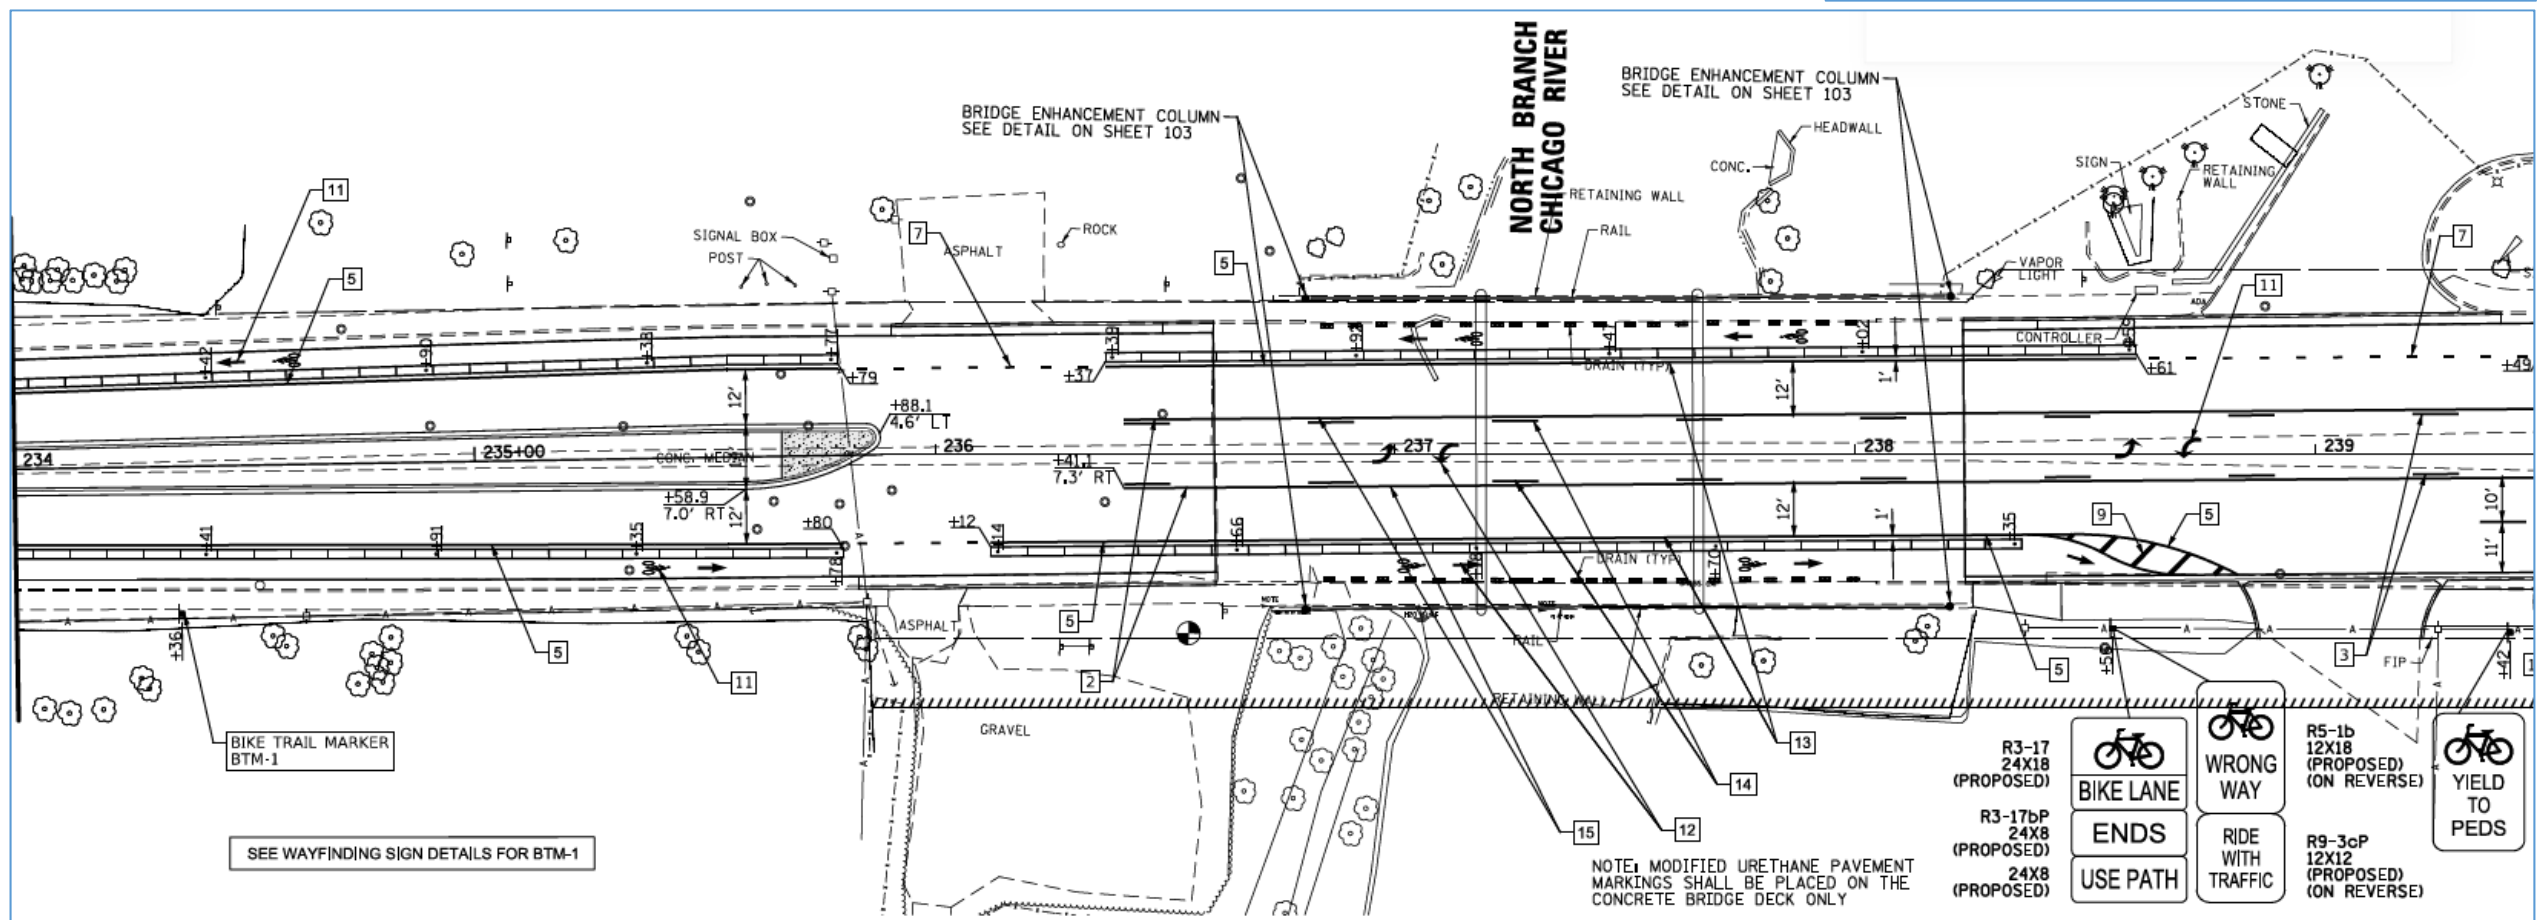 NORTH BRANCH
CHICAGO RIVER
BRIDGE ENHANCEMENT COLUMN
SEE DETAIL ON SHEET 103
BRIDGE ENHANCEMENT COLUMN
SEE DETAIL ON SHEET 103
STONE
HEADWALL
CONC.
SIGN
RETAINING
WALL
RETAINING WALL
RAIL
11
SIGNAL BOX
POST
7
ASPHALT
ROCK
5
5
VAPOR
LIGHT
7
11
ADA
CONTROLLER
+42
+90
+38
+77
+79
+39
+37
+92
+41
+02
+61
+49
DRAIN (TYP)
12'
12'
1'
+88.1
4.6' LT
234
235+00
CONC. MEDIAN
236
237
238
239
+41.1
7.3' RT
+58.9
7.0' RT
12'
12'
1'
10'
11'
+41
+91
+35
+80
+78
+12
+14
+66
+70
+35
9
5
DRAIN (TYP)
NOTE
NOTE
+36
ASPHALT
5
RAIL
5
11
2
5
3
FIP
+42
RETAINING WALL
GRAVEL
BIKE TRAIL MARKER
BTM-1
13
14
15
12
SEE WAYFINDING SIGN DETAILS FOR BTM-1
NOTE: MODIFIED URETHANE PAVEMENT
MARKINGS SHALL BE PLACED ON THE
CONCRETE BRIDGE DECK ONLY
R3-17
24X18
(PROPOSED)
R3-17bP
24X8
(PROPOSED)
24X8
(PROPOSED)
BIKE LANE
ENDS
USE PATH
WRONG
WAY
RIDE
WITH
TRAFFIC
R5-1b
12X18
(PROPOSED)
(ON REVERSE)
R9-3cP
12X12
(PROPOSED)
(ON REVERSE)
YIELD
TO
PEDS